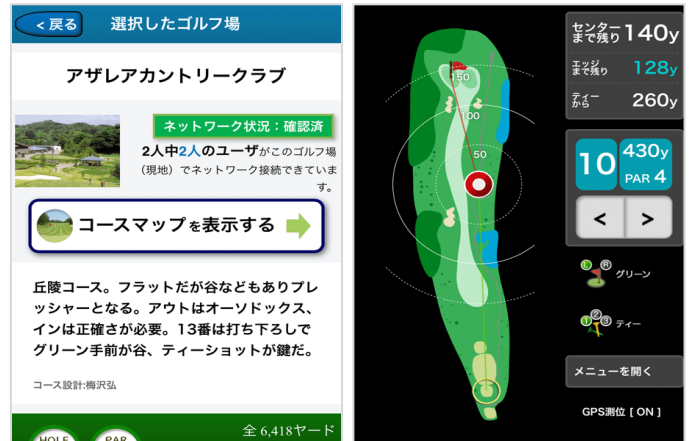 < 戻る
選択したゴルフ場
アザレアカントリークラブ
ネットワーク状況：確認済
2人中2人のユーザがこのゴルフ場
（現地）でネットワーク接続できていま
す。
コースマップを表示する
丘陵コース。フラットだが谷などもありプレ
ッシャーとなる。アウトはオーソドックス、
インは正確さが必要。13番は打ち下ろしで
グリーン手前が谷、ティーショットが鍵だ。
コース設計:梅沢弘
HOLE
PAR
全 6,418ヤード
150
100
50
センター
まで残り
140y
エッジ
まで残り
128y
ティー
から
260y
10
430y
PAR 4
<
>
L
R
グリーン
1
2
3
ティー
メニューを開く
GPS測位 [ ON ]